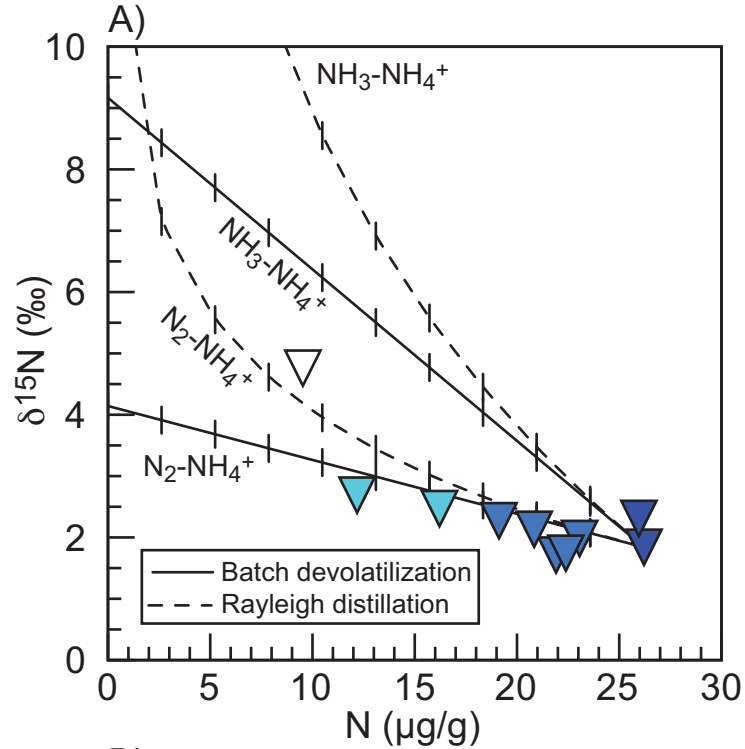 A)
10
8
6
4
2
0
δ¹⁵N (‰)
NH₃-NH₄⁺
NH₃-NH₄⁺
N₂-NH₄⁺
N₂-NH₄⁺
Batch devolatilization
Rayleigh distillation
0 5 10 15 20 25 30
N (µg/g)